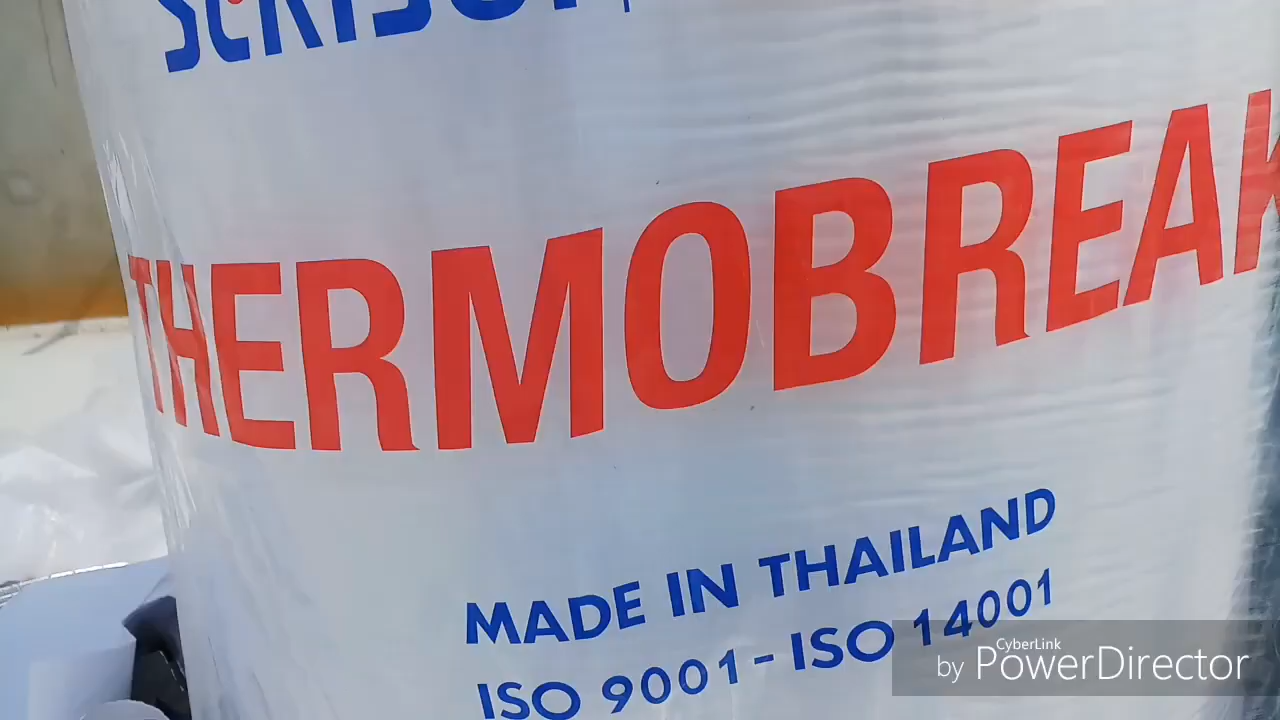 THERMOBREAK
MADE IN THAILAND
ISO 9001 - ISO 14001
CyberLink
by PowerDirector